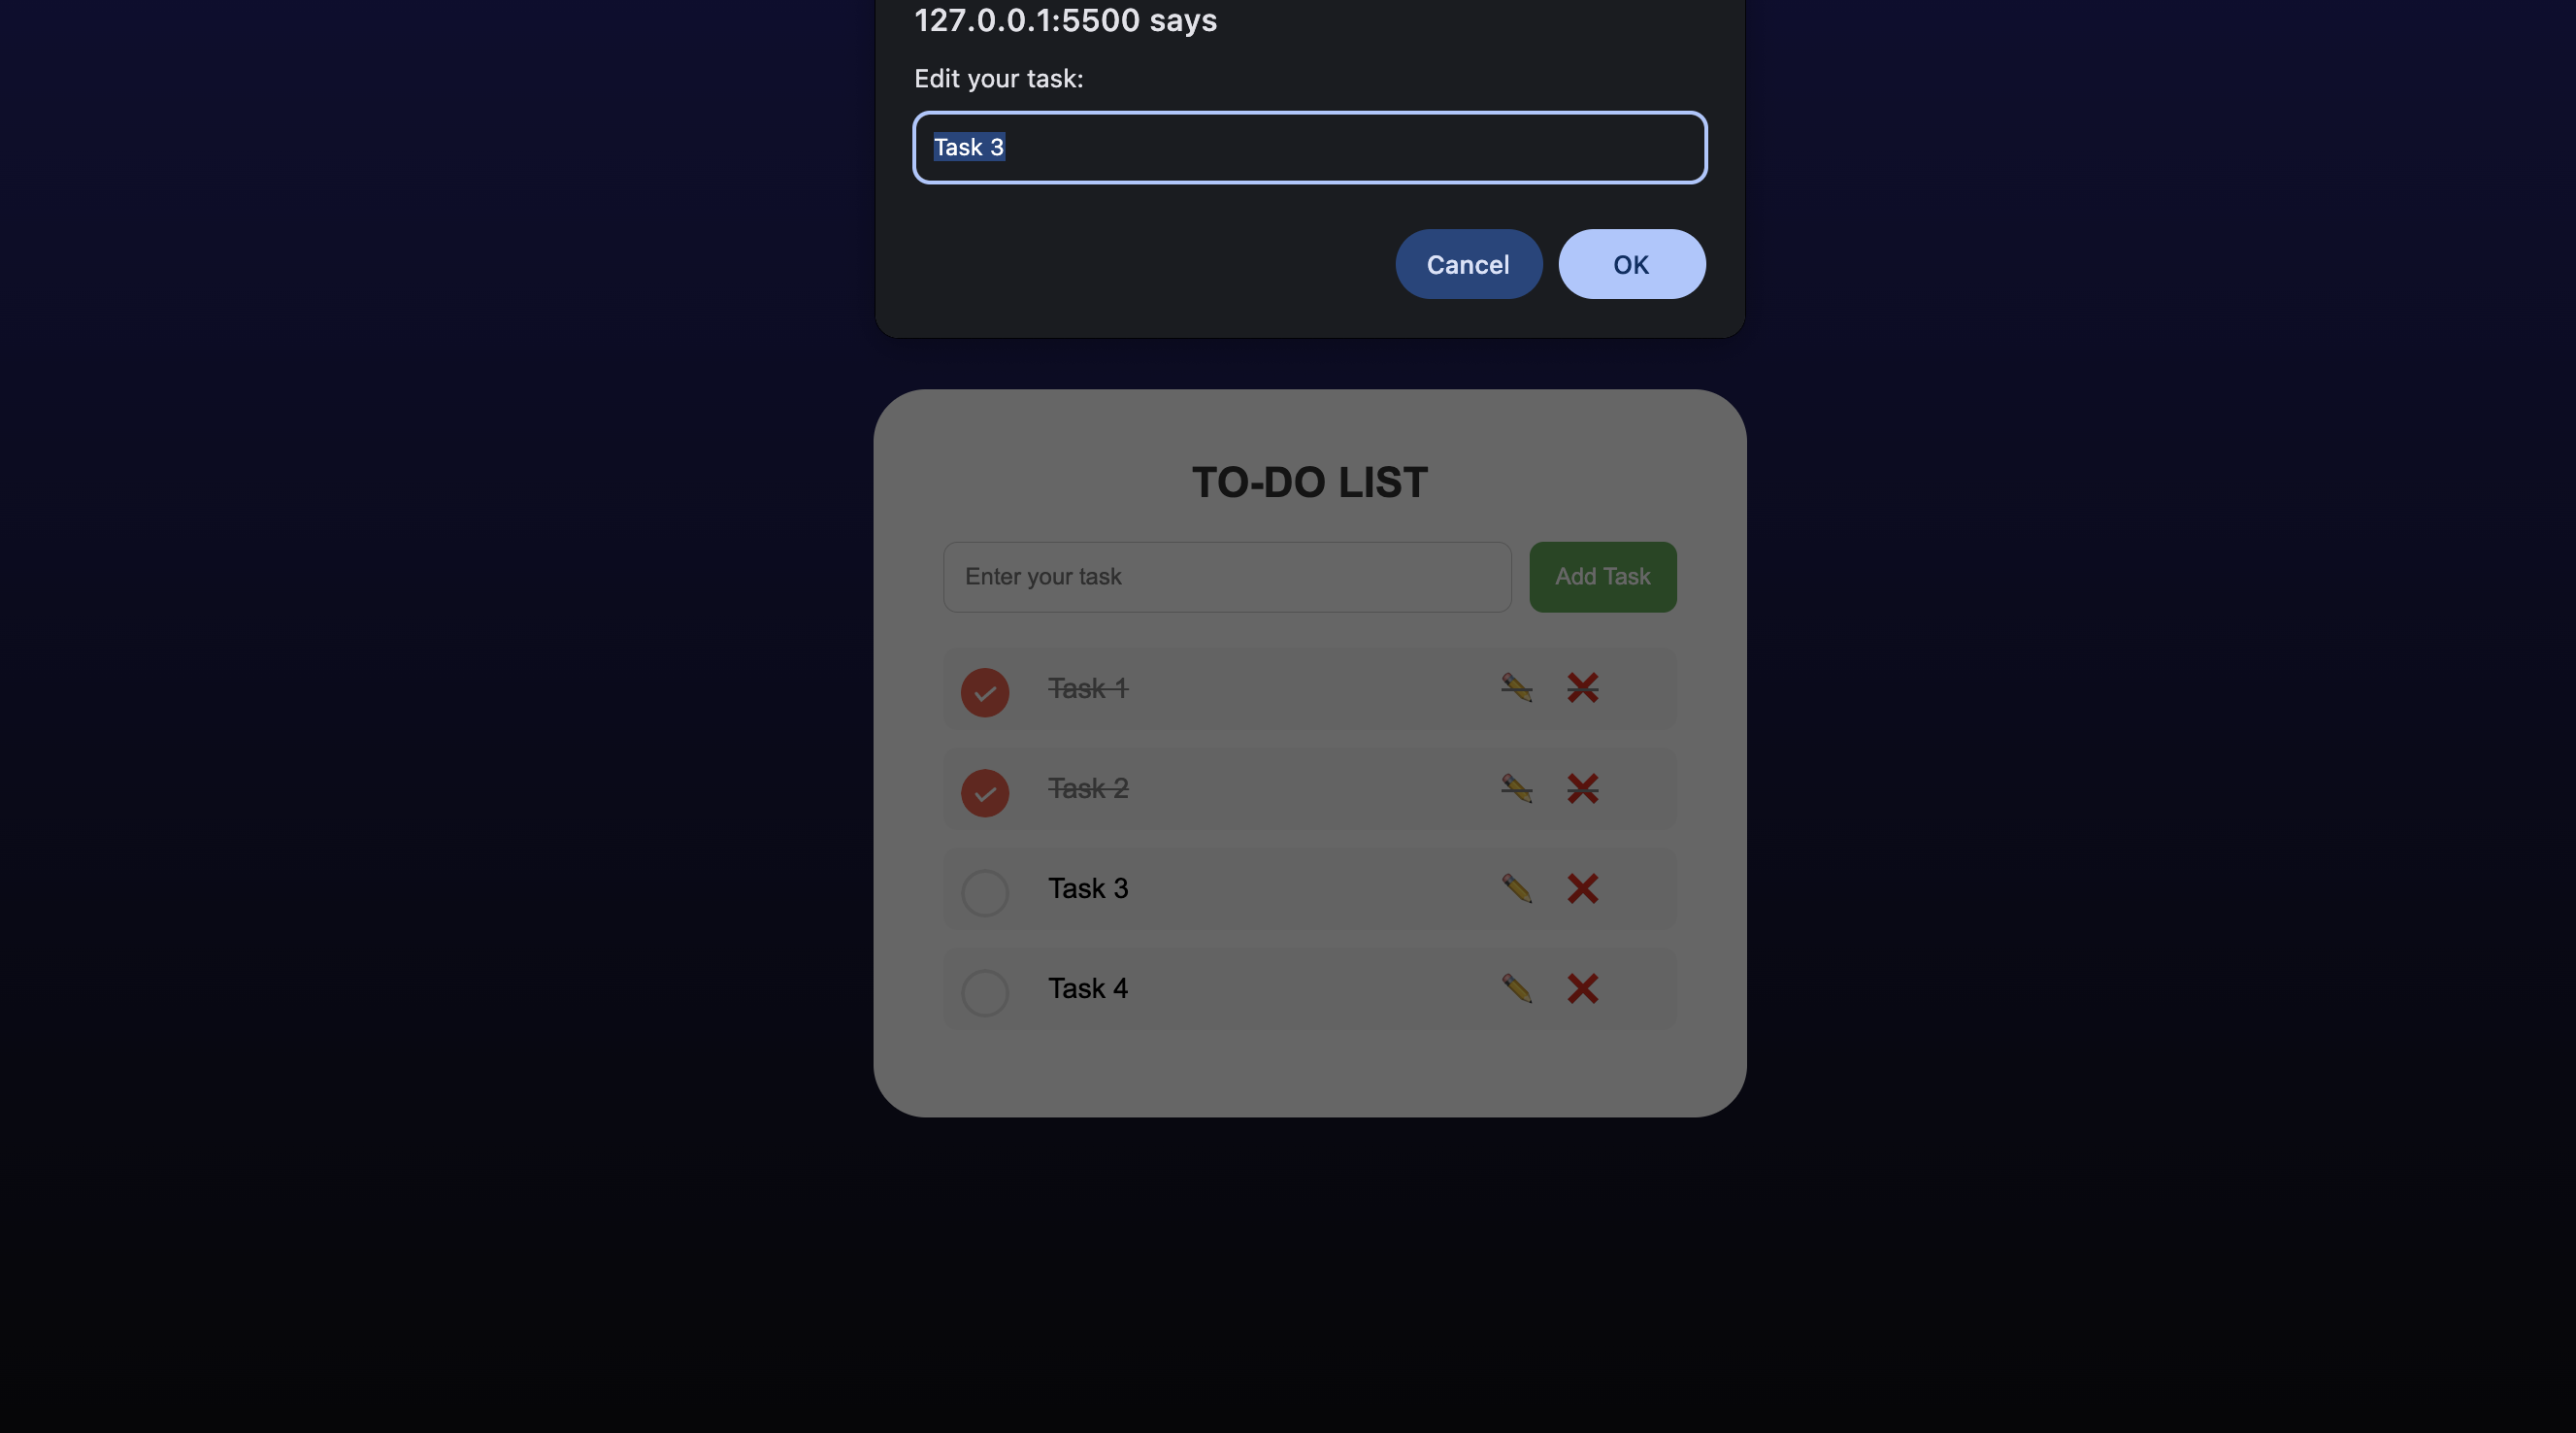 127.0.0.1:5500 says
Edit your task:
Task 3
Cancel OK
TO-DO LIST
Enter your task Add Task
Task 1
Task 2
Task 3
Task 4